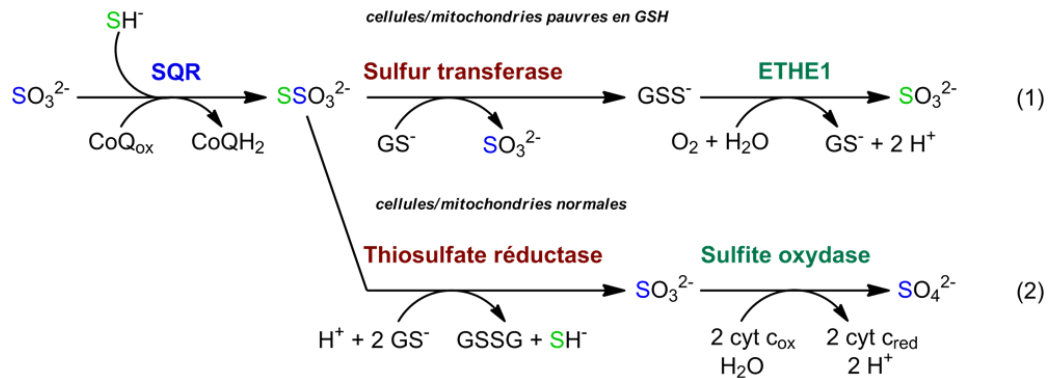 SH⁻
cellules/mitochondries pauvres en GSH
SQR Sulfur transferase ETHE1
SO₃²⁻ SSO₃²⁻ GSS⁻ SO₃²⁻ (1)
CoQox CoQH₂ GS⁻ SO₃²⁻ O₂ + H₂O GS⁻ + 2 H⁺
cellules/mitochondries normales
Thiosulfate réductase Sulfite oxydase
SO₃²⁻ SO₄²⁻ (2)
H⁺ + 2 GS⁻ GSSG + SH⁻ 2 cyt cox 2 cyt cred
H₂O 2 H⁺